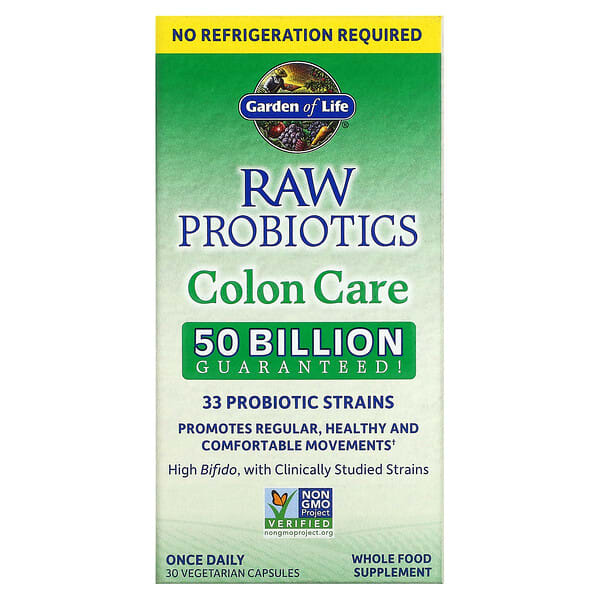 NO REFRIGERATION REQUIRED
Garden of Life®
RAW
PROBIOTICS
Colon Care
50 BILLION
GUARANTEED!
33 PROBIOTIC STRAINS
PROMOTES REGULAR, HEALTHY AND
COMFORTABLE MOVEMENTS†
High Bifido, with Clinically Studied Strains
NON
GMO
Project
VERIFIED
nongmoproject.org
ONCE DAILY
30 VEGETARIAN CAPSULES
WHOLE FOOD
SUPPLEMENT